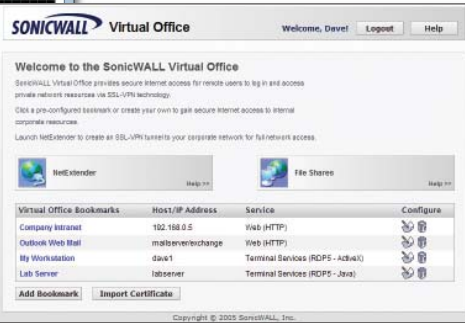 SONICWALL Virtual Office Welcome, Dave! Logout Help
Welcome to the SonicWALL Virtual Office
SonicWALL Virtual Office provides secure Internet access for remote users to log in and access
private network resources via SSL-VPN technology.
Click a pre-configured bookmark or create your own to gain secure Internet access to internal
corporate resources.
Launch NetExtender to create an SSL-VPN tunnel to your corporate network for full network access.
NetExtender Help >> File Shares Help >>
Virtual Office Bookmarks Host/IP Address Service Configure
Company Intranet 192.168.0.5 Web (HTTP)
Outlook Web Mail mailserver/exchange Web (HTTP)
My Workstation dave1 Terminal Services (RDP5 - ActiveX)
Lab Server labserver Terminal Services (RDP5 - Java)
Add Bookmark Import Certificate
Copyright © 2005 SonicWALL, Inc.